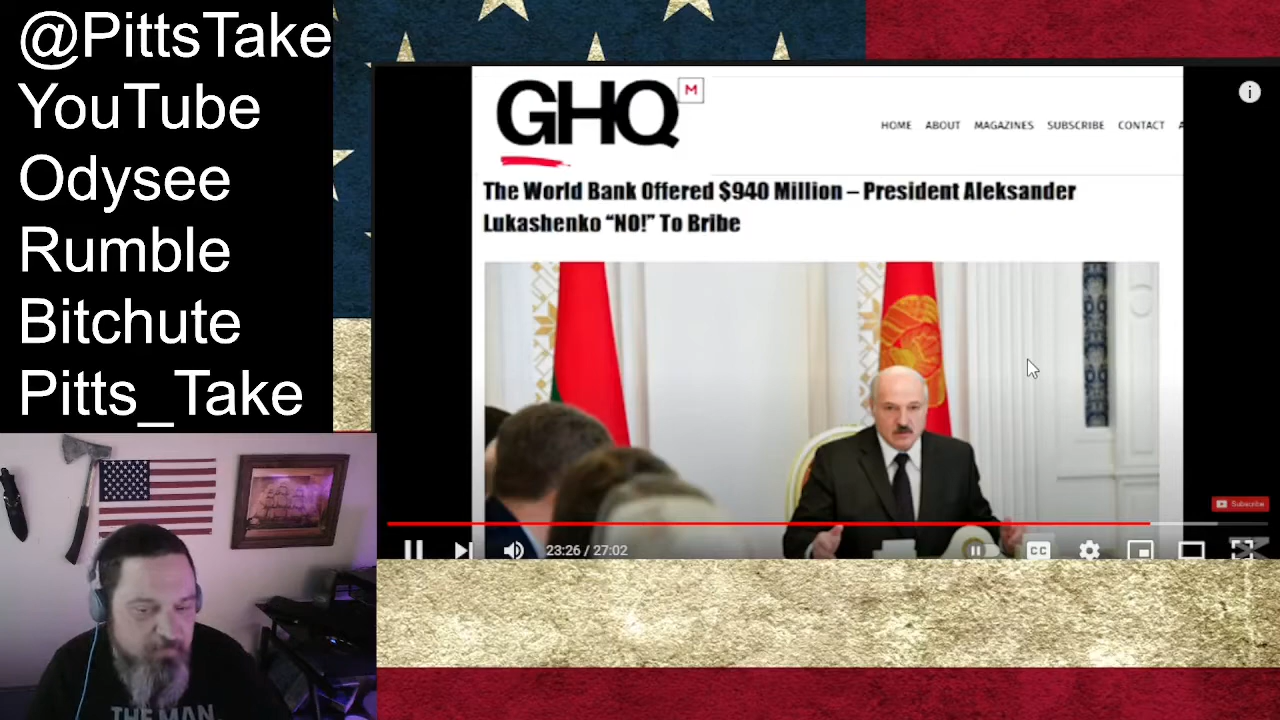 @PittsTake
YouTube
Odysee
Rumble
Bitchute
Pitts_Take
GHQ
M
HOME ABOUT MAGAZINES SUBSCRIBE CONTACT
The World Bank Offered $940 Million – President Aleksander
Lukashenko “NO!” To Bribe
Subscribe
23:26 / 27:02
CC
THE MAN